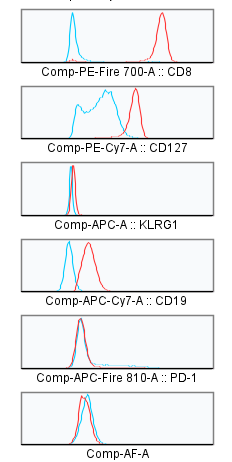 Comp-PE-Fire 700-A :: CD8
Comp-PE-Cy7-A :: CD127
Comp-APC-A :: KLRG1
Comp-APC-Cy7-A :: CD19
Comp-APC-Fire 810-A :: PD-1
Comp-AF-A